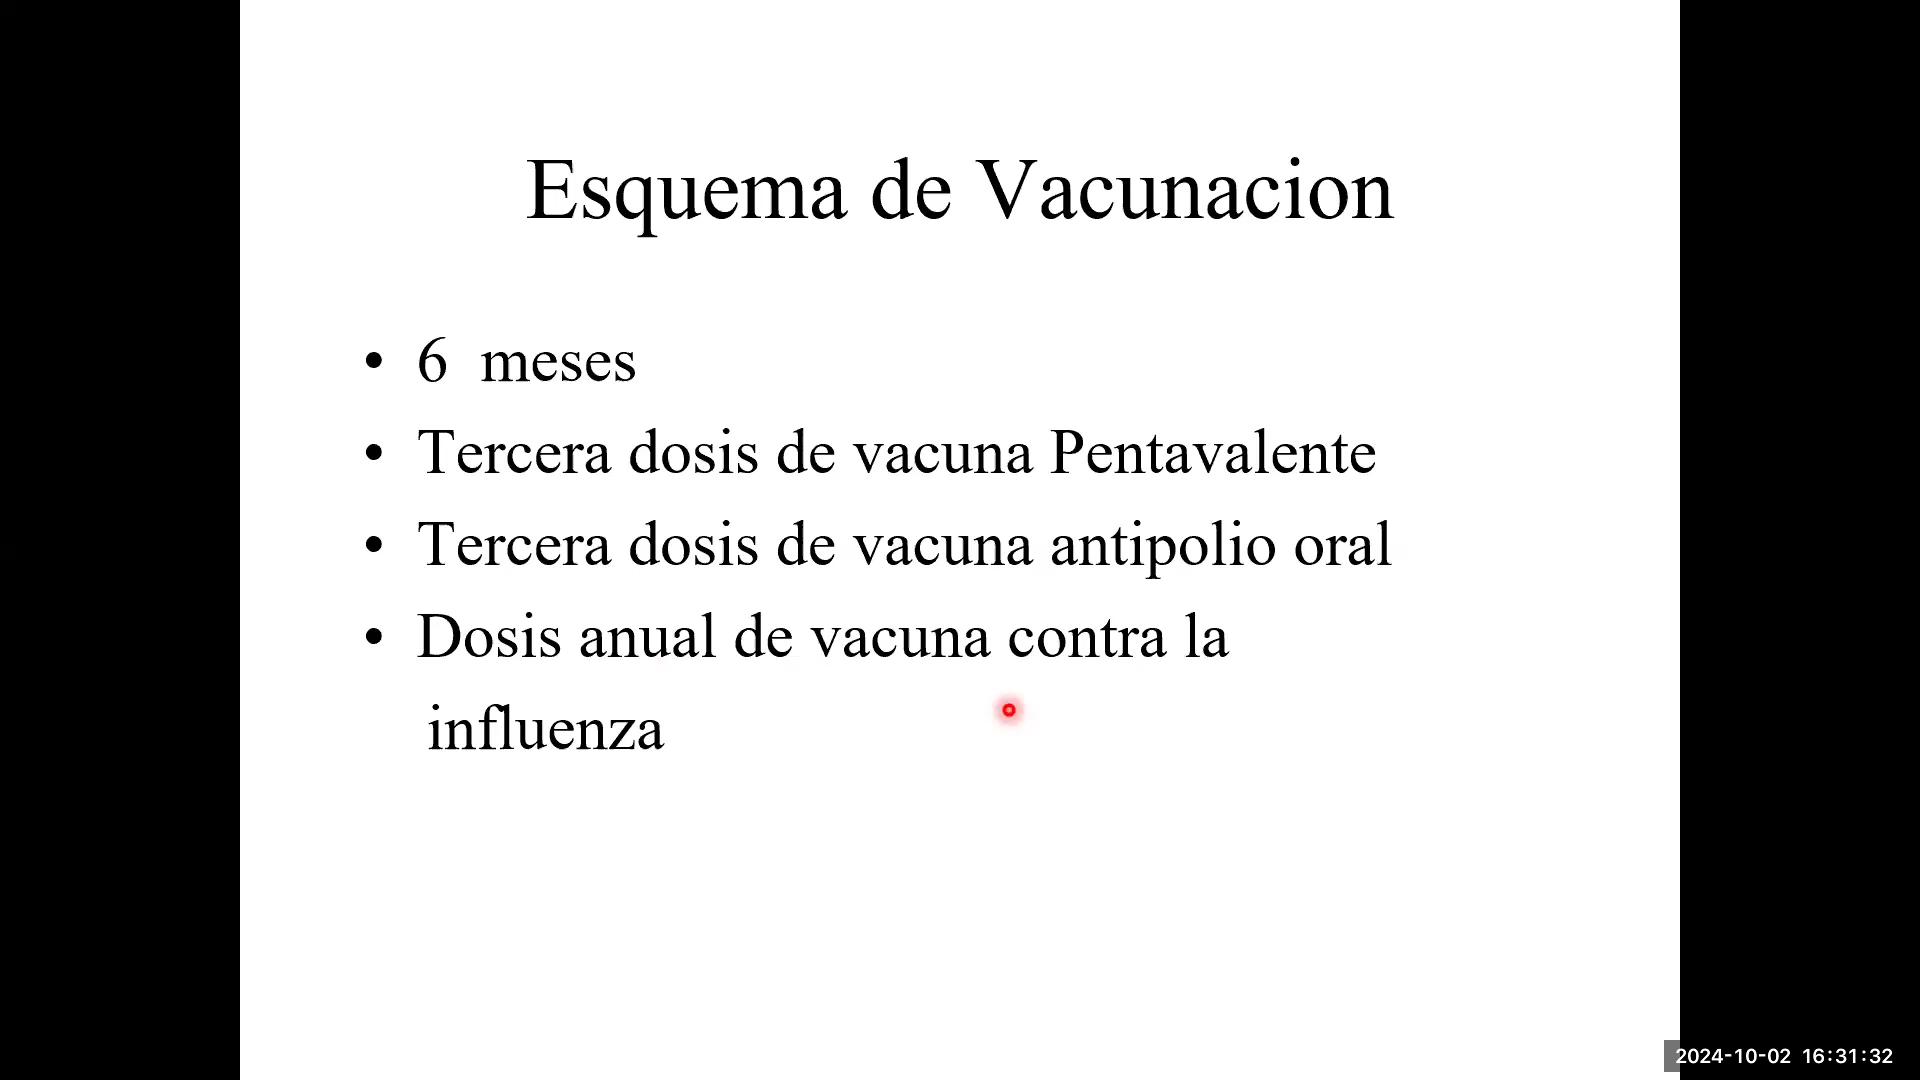 Esquema de Vacunacion
• 6 meses
• Tercera dosis de vacuna Pentavalente
• Tercera dosis de vacuna antipolio oral
• Dosis anual de vacuna contra la
influenza
2024-10-02 16:31:32